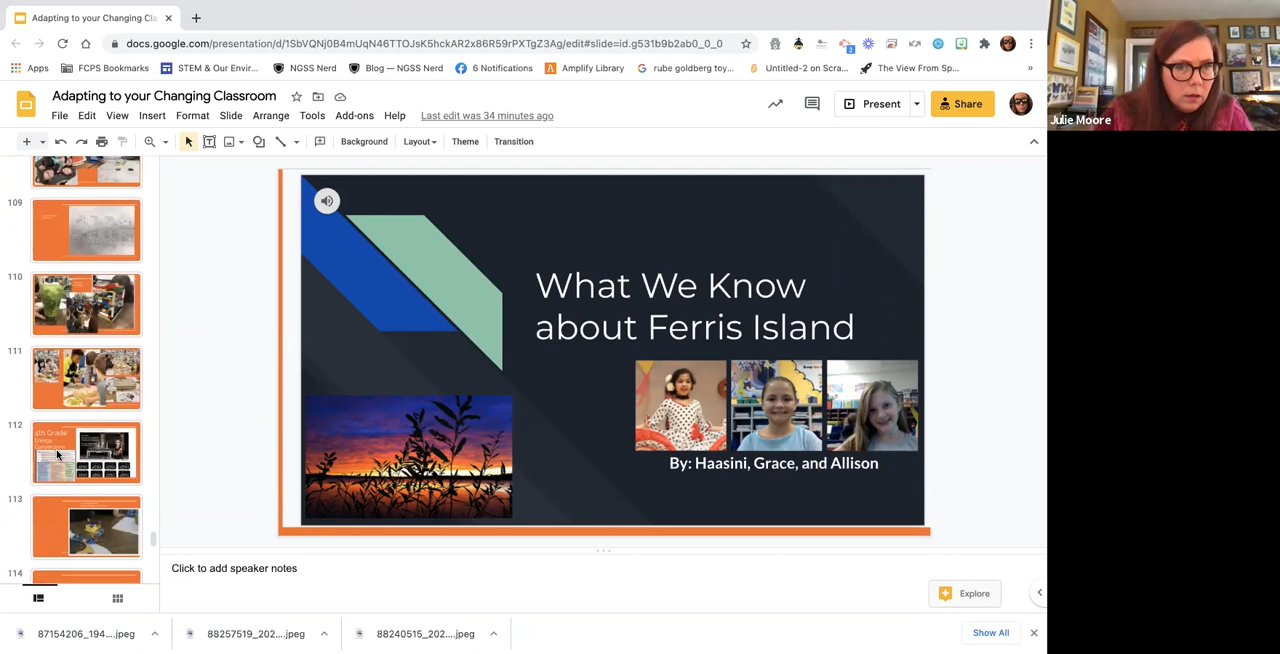 Adapting to your Changing Cla
docs.google.com/presentation/d/1SbVQNj0B4mUqN46TTOJsK5hckAR2x86R59rPXTgZ3Ag/edit#slide=id.g531b9b2ab0_0_0
Apps FCPS Bookmarks STEM & Our Envir... NGSS Nerd Blog — NGSS Nerd 6 Notifications Amplify Library rube goldberg toy... Untitled-2 on Scra... The View From Sp... »
Adapting to your Changing Classroom
Present
Share
Julie Moore
File Edit View Insert Format Slide Arrange Tools Add-ons Help Last edit was 34 minutes ago
Background Layout Theme Transition
109
110
111
112
4th Grade
Energy
Conversions
113
114
What We Know
about Ferris Island
By: Haasini, Grace, and Allison
Click to add speaker notes
Explore
87154206_194....jpeg 88257519_202....jpeg 88240515_202....jpeg Show All